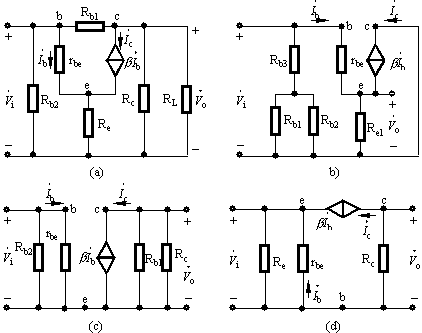 b R_b1 c İ_b İ_c
+ İ_b r_be İ_c βİ_b + + R_b3 b r_be c βİ_b
V̇_i R_b2 e R_c R_L V̇_o V̇_i e +
R_e R_b1 R_b2 R_e1 V̇_o
− − − −
(a) b)
İ_b b c İ_c e βİ_b c
+ + + İ_c +
V̇_i R_b2 r_be βİ_b R_b1 R_c V̇_o V̇_i R_e r_be R_c V̇_o
− e − − İ_b b −
(c) (d)